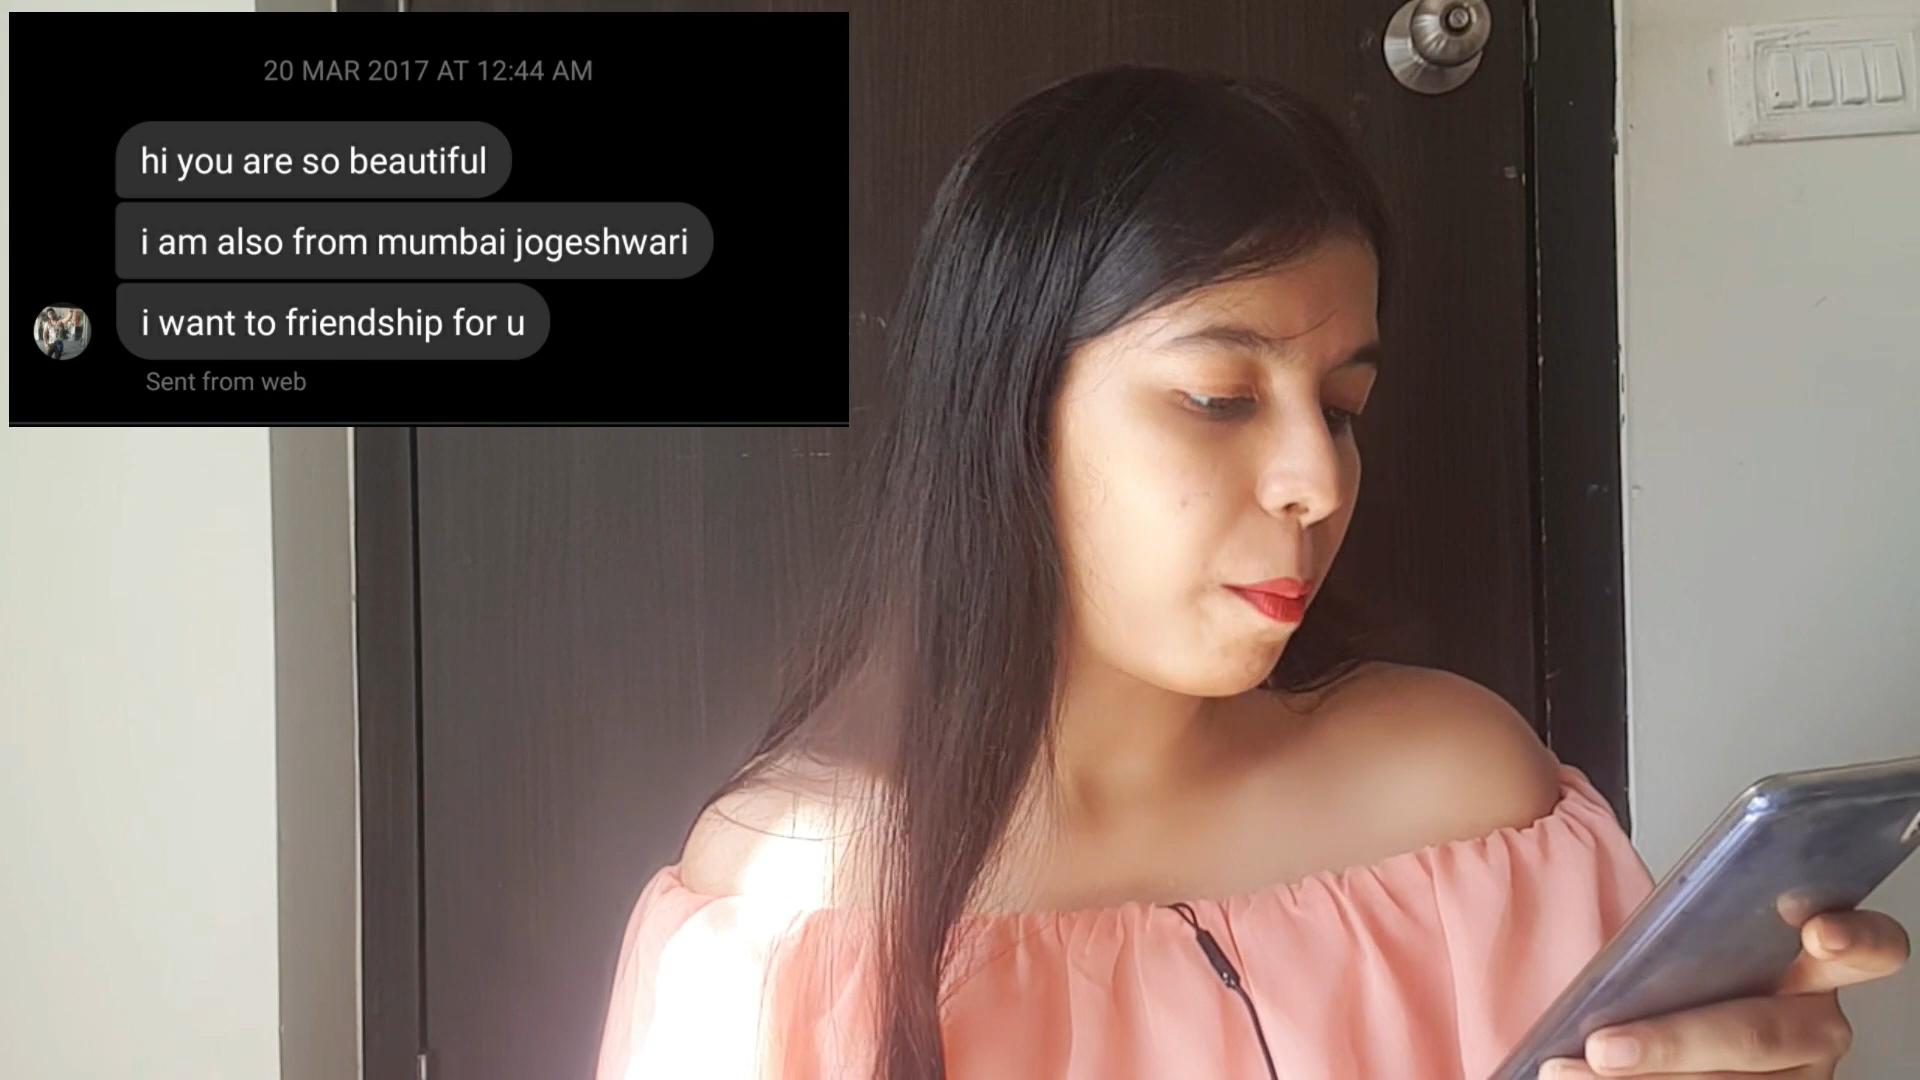 20 MAR 2017 AT 12:44 AM
hi you are so beautiful
i am also from mumbai jogeshwari
i want to friendship for u
Sent from web